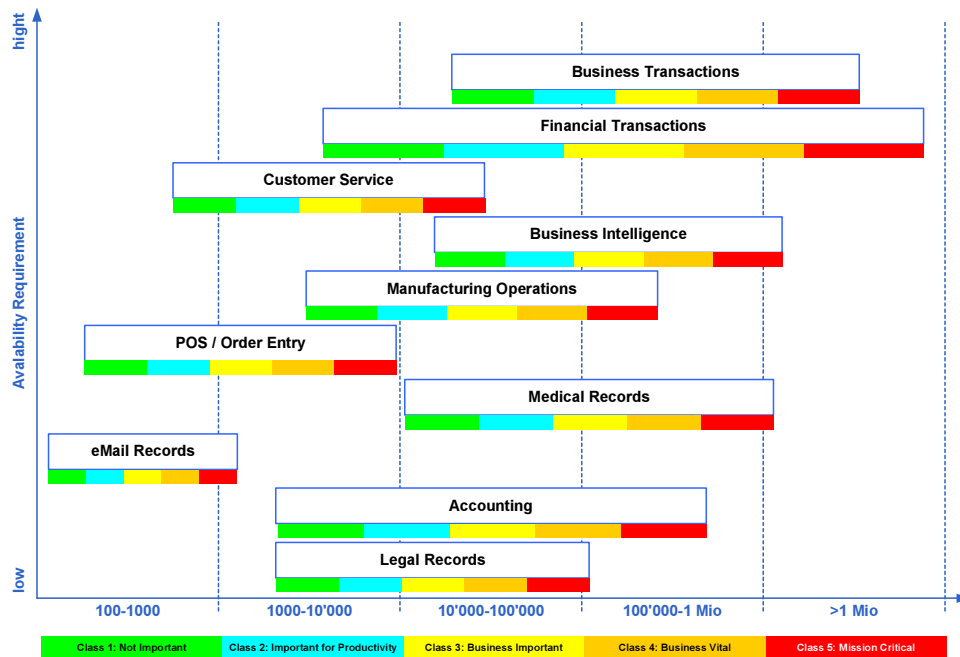 hight
Business Transactions
Financial Transactions
Customer Service
Business Intelligence
Avalability Requirement
Manufacturing Operations
POS / Order Entry
Medical Records
eMail Records
Accounting
Legal Records
low
100-1000
1000-10'000
10'000-100'000
100'000-1 Mio
>1 Mio
Class 1: Not Important
Class 2: Important for Productivity
Class 3: Business Important
Class 4: Business Vital
Class 5: Mission Critical